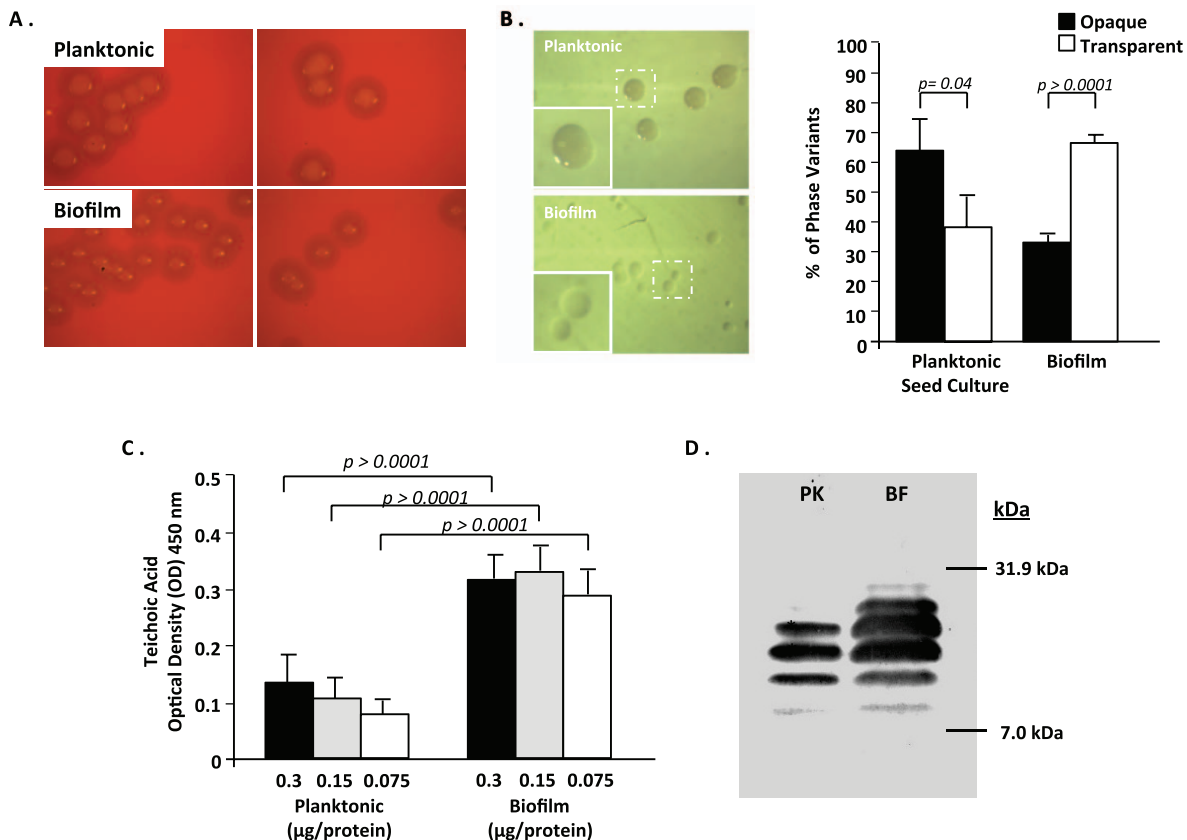 A.
Planktonic
Biofilm
B.
Planktonic
Biofilm
Opaque
Transparent
% of Phase Variants
100
90
80
70
60
50
40
30
20
10
0
p= 0.04
p > 0.0001
Planktonic
Seed Culture
Biofilm
C.
Teichoic Acid
Optical Density (OD) 450 nm
0.5
0.4
0.3
0.2
0.1
0
p > 0.0001
p > 0.0001
p > 0.0001
0.3 0.15 0.075
Planktonic
(µg/protein)
0.3 0.15 0.075
Biofilm
(µg/protein)
D.
PK BF
kDa
31.9 kDa
*
7.0 kDa